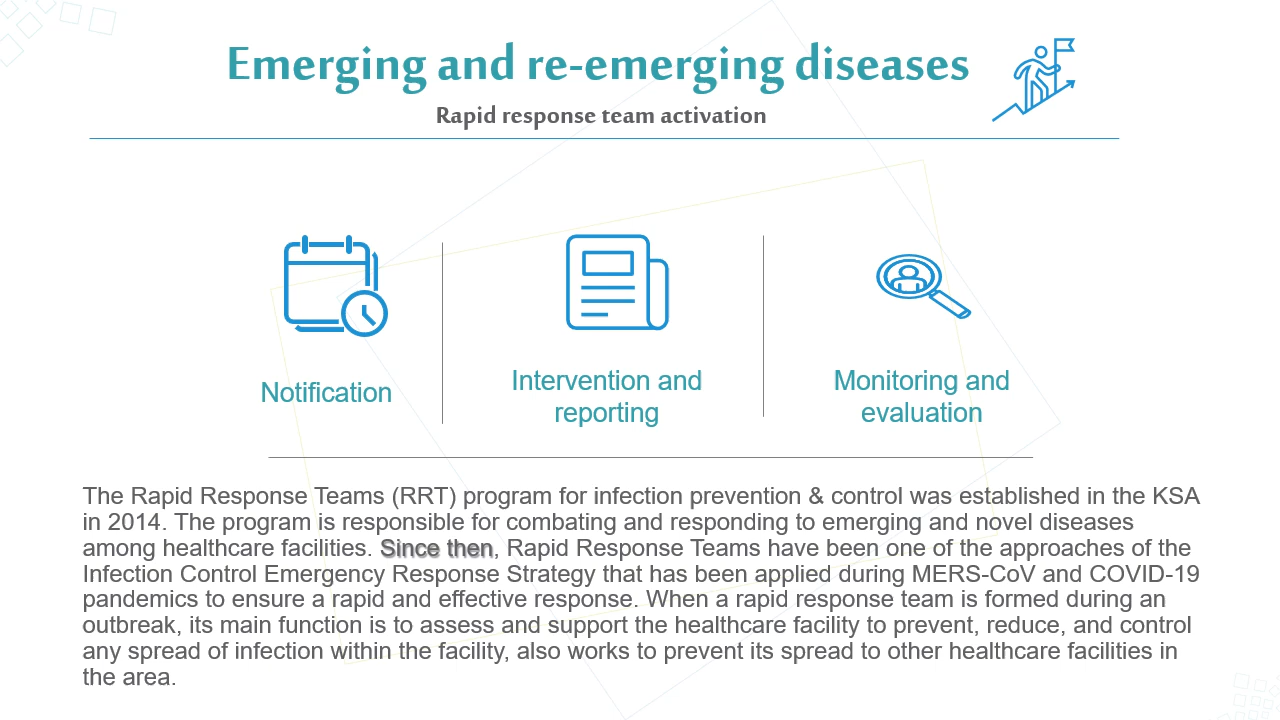 Emerging and re-emerging diseases
Rapid response team activation
Notification
Intervention and
reporting
Monitoring and
evaluation
The Rapid Response Teams (RRT) program for infection prevention & control was established in the KSA
in 2014. The program is responsible for combating and responding to emerging and novel diseases
among healthcare facilities. Since then, Rapid Response Teams have been one of the approaches of the
Infection Control Emergency Response Strategy that has been applied during MERS-CoV and COVID-19
pandemics to ensure a rapid and effective response. When a rapid response team is formed during an
outbreak, its main function is to assess and support the healthcare facility to prevent, reduce, and control
any spread of infection within the facility, also works to prevent its spread to other healthcare facilities in
the area.